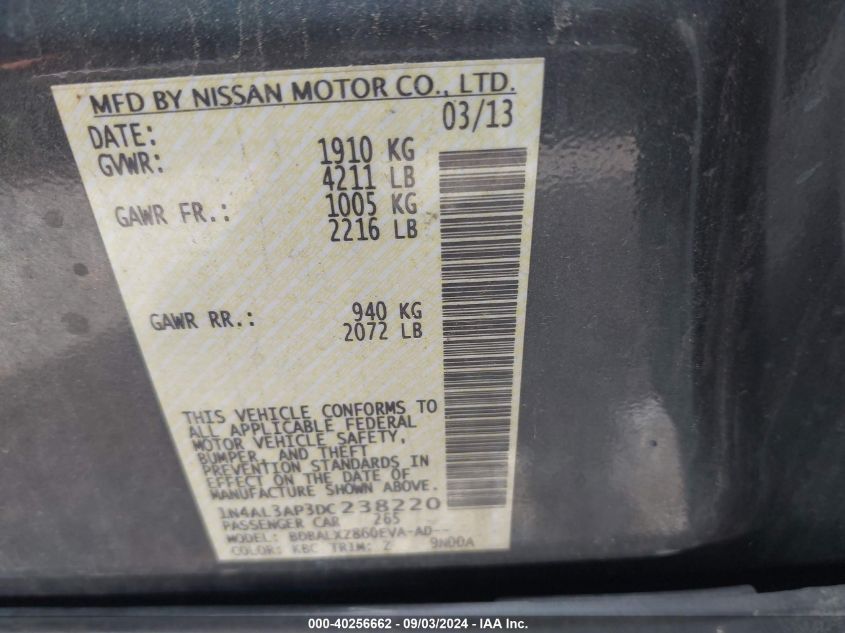 MFD BY NISSAN MOTOR CO., LTD.
DATE: 03/13
GVWR: 1910 KG
4211 LB
GAWR FR.: 1005 KG
2216 LB
GAWR RR.: 940 KG
2072 LB
THIS VEHICLE CONFORMS TO
ALL APPLICABLE FEDERAL
MOTOR VEHICLE SAFETY,
BUMPER, AND THEFT
PREVENTION STANDARDS IN
EFFECT ON THE DATE OF
MANUFACTURE SHOWN ABOVE.
1N4AL3AP3DC238220
PASSENGER CAR 265
MODEL: BDBALXZ860EVA-AD--
COLOR: KBC TRIM: Z 9N00A
000-40256662 - 09/03/2024 - IAA Inc.